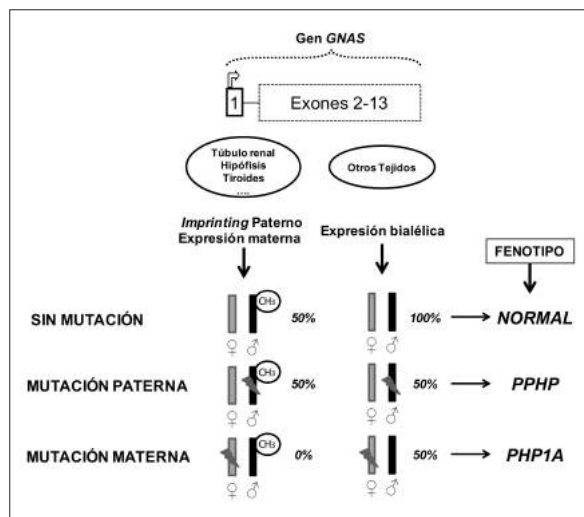 Gen GNAS
1
Exones 2-13
Túbulo renal
Hipófisis
Tiroides
....
Otros Tejidos
Imprinting Paterno
Expresión materna
Expresión bialélica
FENOTIPO
SIN MUTACIÓN
CH₃
50%
100%
NORMAL
♀ ♂
♀ ♂
MUTACIÓN PATERNA
CH₃
50%
50%
PPHP
♀ ♂
♀ ♂
MUTACIÓN MATERNA
CH₃
0%
50%
PHP1A
♀ ♂
♀ ♂